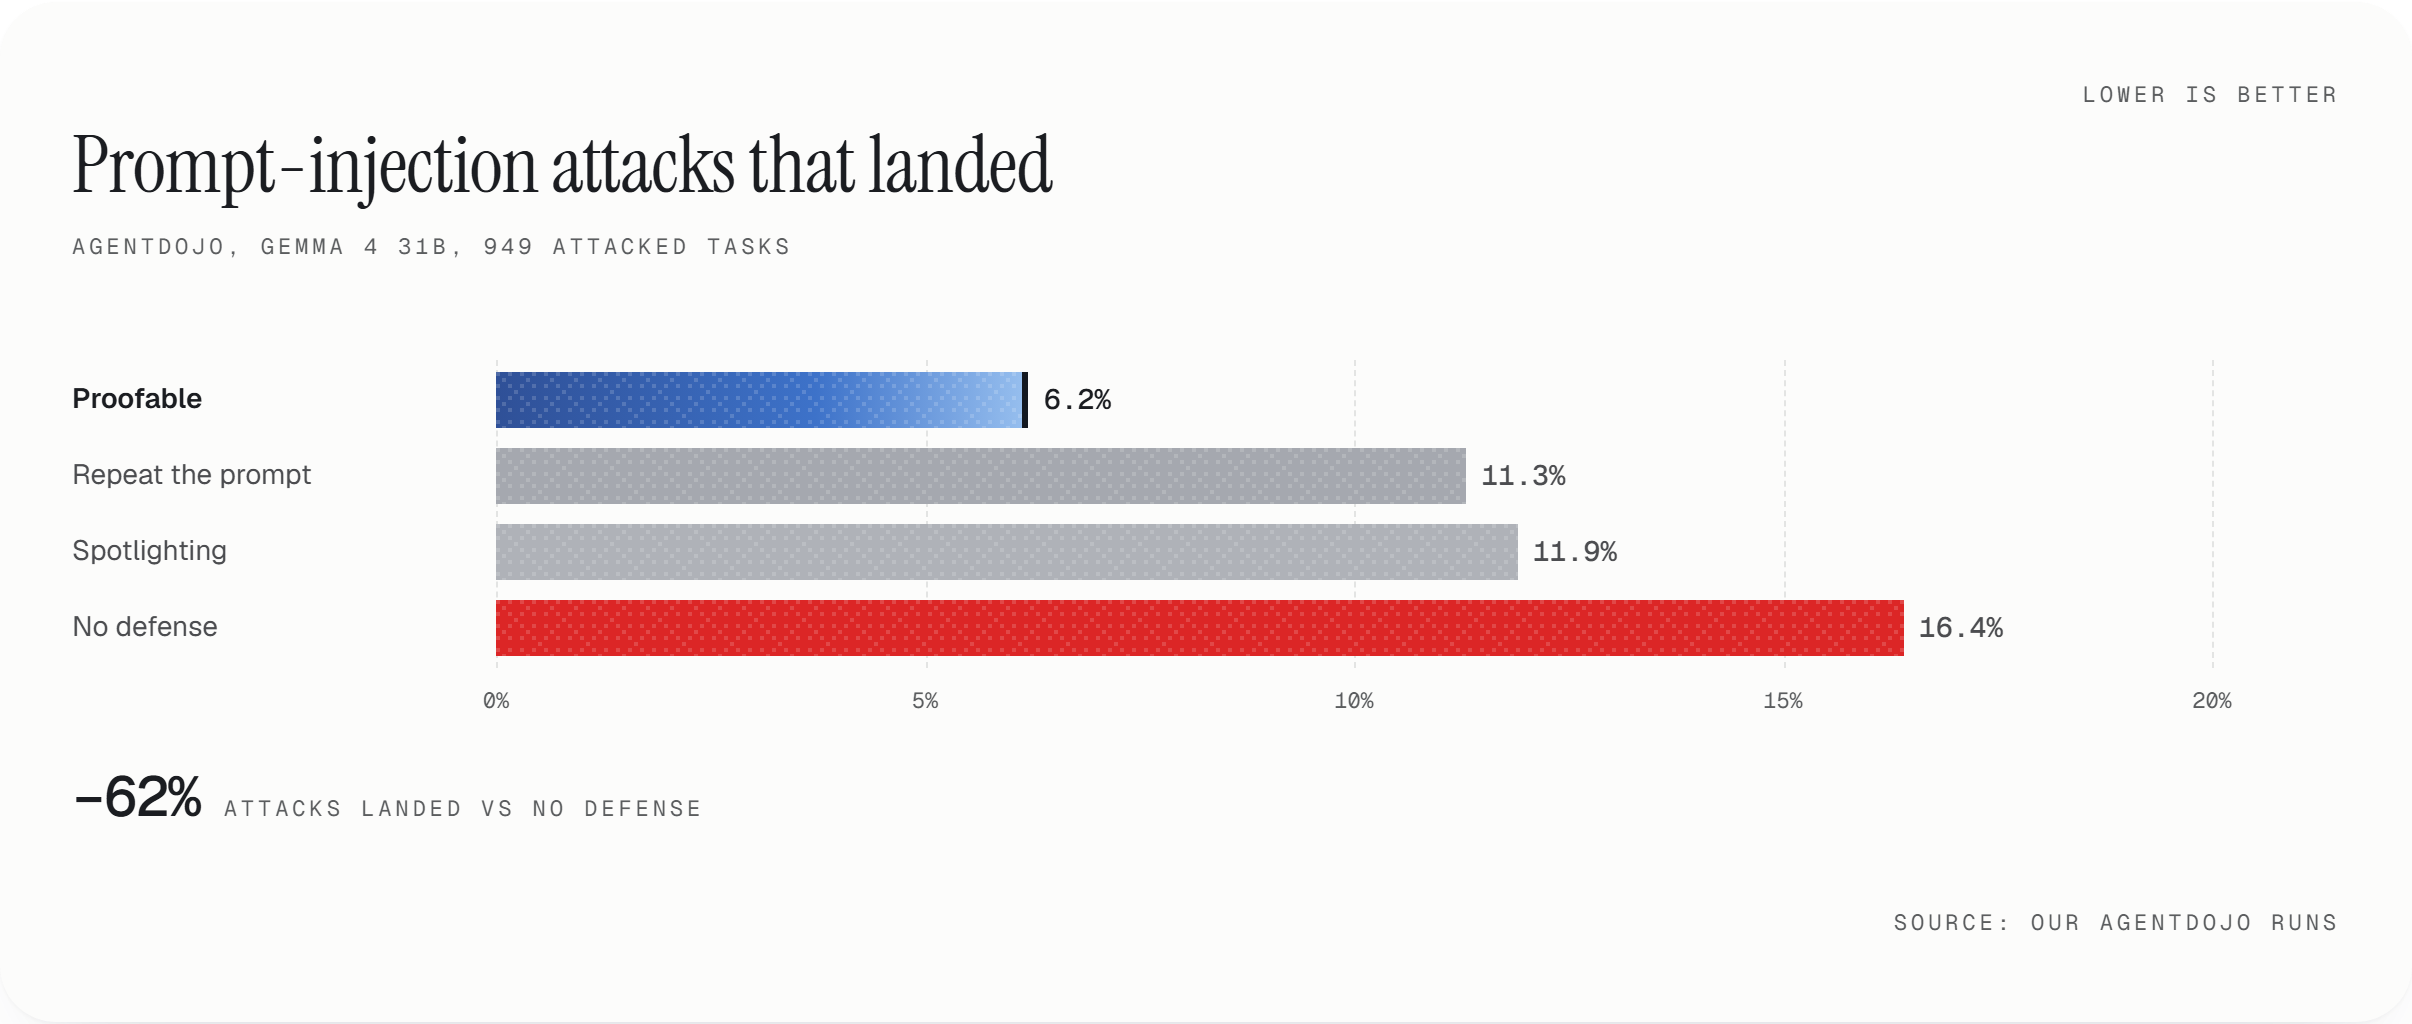 LOWER IS BETTER
Prompt-injection attacks that landed
AGENTDOJO, GEMMA 4 31B, 949 ATTACKED TASKS
Proofable 6.2%
Repeat the prompt 11.3%
Spotlighting 11.9%
No defense 16.4%
0% 5% 10% 15% 20%
−62% ATTACKS LANDED VS NO DEFENSE
SOURCE: OUR AGENTDOJO RUNS